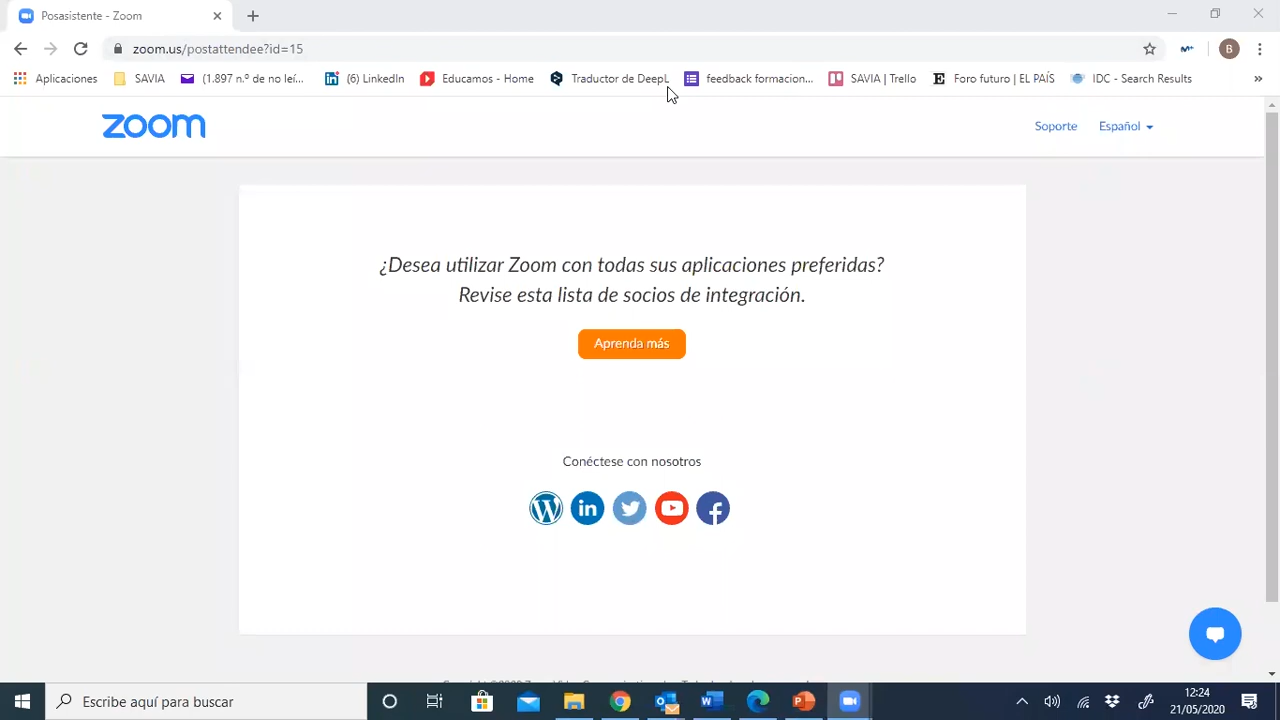 Posasistente - Zoom
zoom.us/postattendee?id=15
B
Aplicaciones
SAVIA
(1.897 n.º de no leí...
(6) LinkedIn
Educamos - Home
Traductor de DeepL
feedback formacion...
SAVIA | Trello
Foro futuro | EL PAÍS
IDC - Search Results
zoom
Soporte
Español
¿Desea utilizar Zoom con todas sus aplicaciones preferidas?
Revise esta lista de socios de integración.
Aprenda más
Conéctese con nosotros
Escribe aquí para buscar
12:24
21/05/2020